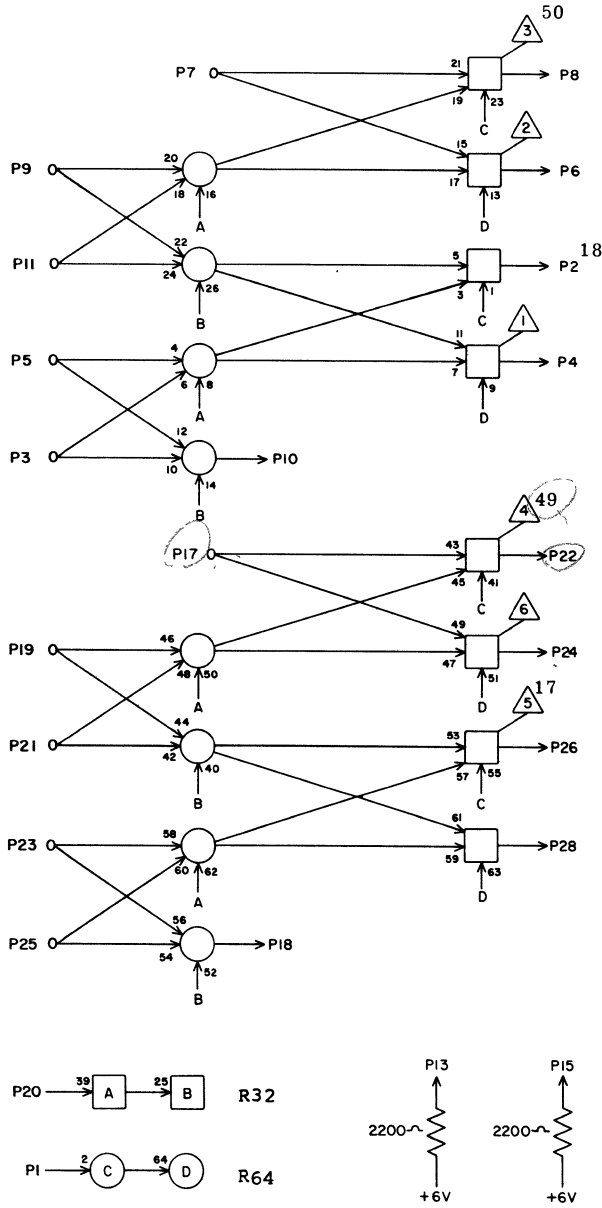 50
3
P7 O 21 P8
19 23
C
2
15
P9 O 20 17 P6
18 16 13
A D
22 5 18
P11 O 24 P2
26 3 1
B C
1
11
P5 O 4 7 P4
6 8 9
A D
12
P3 O 10 P10
14
B
4 49
P17 O 43 P22
45 41
C
6
49
P19 O 46 47 P24
48 50 51
A D
5 17
44 53
P21 O 42 40 P26
57 55
B C
61
P23 O 58 59 P28
60 62 63
A D
56
P25 O 54 P18
52
B
P13 P15
P20 39 A 25 B R32
2200 2200
P1 2 C 64 D R64
+6V +6V